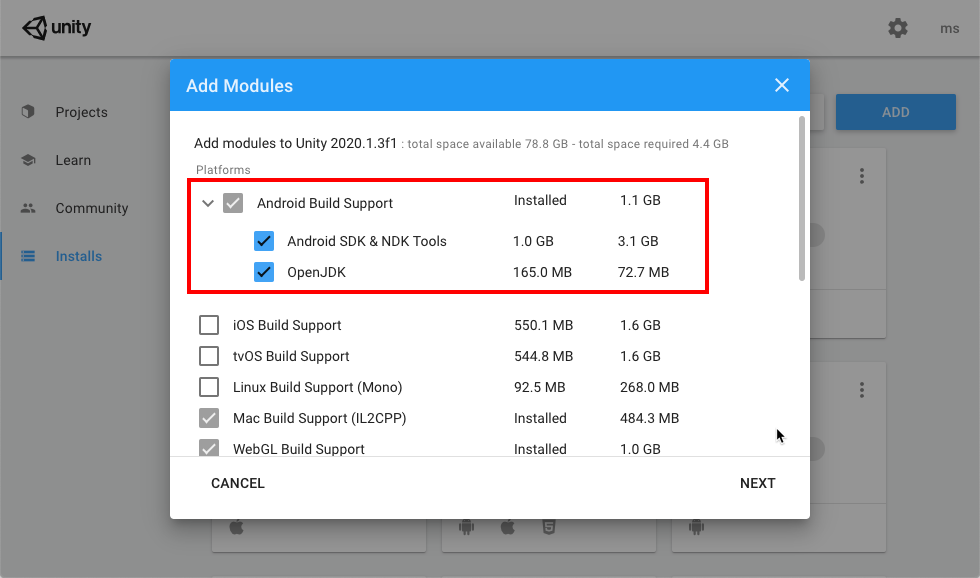 unity
ms
Projects
Learn
Community
Installs
ADD
Add Modules
Add modules to Unity 2020.1.3f1 : total space available 78.8 GB - total space required 4.4 GB
Platforms
Android Build Support Installed 1.1 GB
Android SDK & NDK Tools 1.0 GB 3.1 GB
OpenJDK 165.0 MB 72.7 MB
iOS Build Support 550.1 MB 1.6 GB
tvOS Build Support 544.8 MB 1.6 GB
Linux Build Support (Mono) 92.5 MB 268.0 MB
Mac Build Support (IL2CPP) Installed 484.3 MB
WebGL Build Support Installed 1.0 GB
CANCEL NEXT